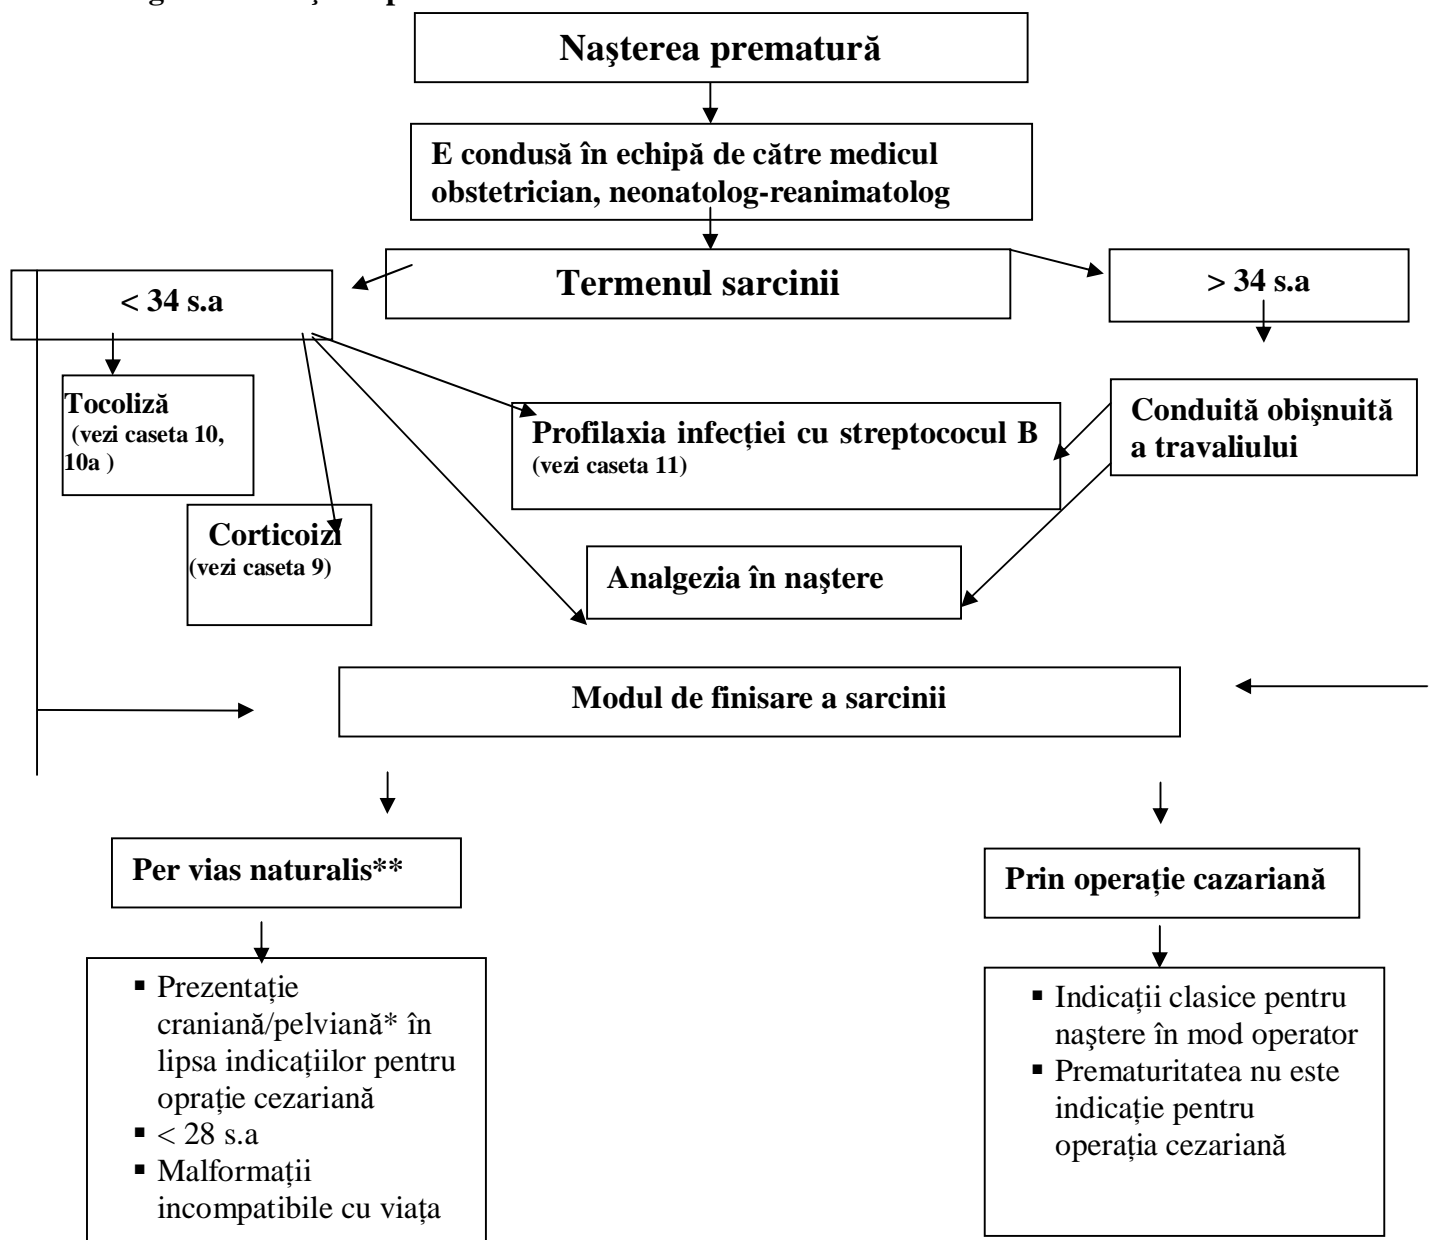 Naşterea prematură
E condusă în echipă de către medicul
obstetrician, neonatolog-reanimatolog
Termenul sarcinii
< 34 s.a
> 34 s.a
Tocoliză
(vezi caseta 10,
10a )
Profilaxia infecției cu streptococul B
(vezi caseta 11)
Conduită obişnuită
a travaliului
Corticoizi
(vezi caseta 9)
Analgezia în naştere
Modul de finisare a sarcinii
Per vias naturalis**
Prin operație cazariană
▪ Prezentație
craniană/pelviană* în
lipsa indicațiilor pentru
oprație cezariană
▪ < 28 s.a
▪ Malformații
incompatibile cu viața
▪ Indicații clasice pentru
naştere în mod operator
▪ Prematuritatea nu este
indicație pentru
operația cezariană